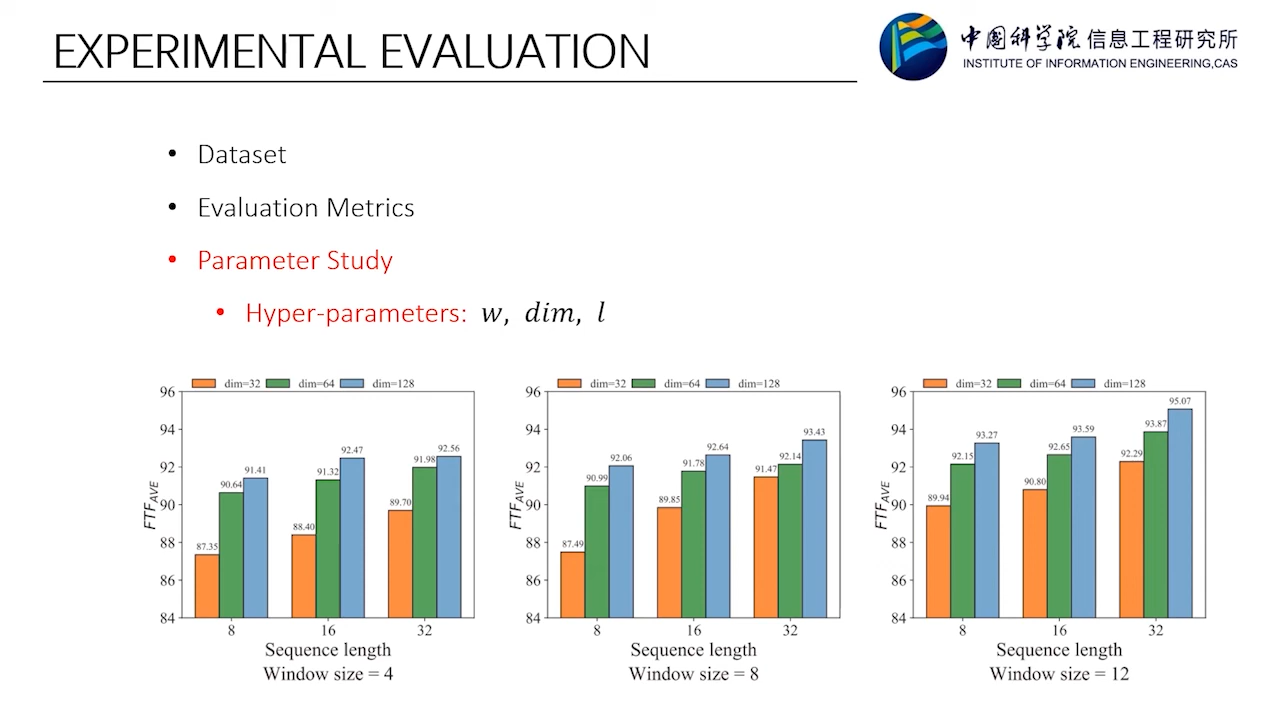 EXPERIMENTAL EVALUATION
中国科学院 信息工程研究所
INSTITUTE OF INFORMATION ENGINEERING,CAS
• Dataset
• Evaluation Metrics
• Parameter Study
• Hyper-parameters: w, dim, l
dim=32 dim=64 dim=128
96
94
92
90
88
86
84
FTF_AVE
87.35 90.64 91.41
88.40 91.32 92.47
89.70 91.98 92.56
8 16 32
Sequence length
Window size = 4
dim=32 dim=64 dim=128
96
94
92
90
88
86
84
FTF_AVE
87.49 90.99 92.06
89.85 91.78 92.64
91.47 92.14 93.43
8 16 32
Sequence length
Window size = 8
dim=32 dim=64 dim=128
96
94
92
90
88
86
84
FTF_AVE
89.94 92.15 93.27
90.80 92.65 93.59
92.29 93.87 95.07
8 16 32
Sequence length
Window size = 12